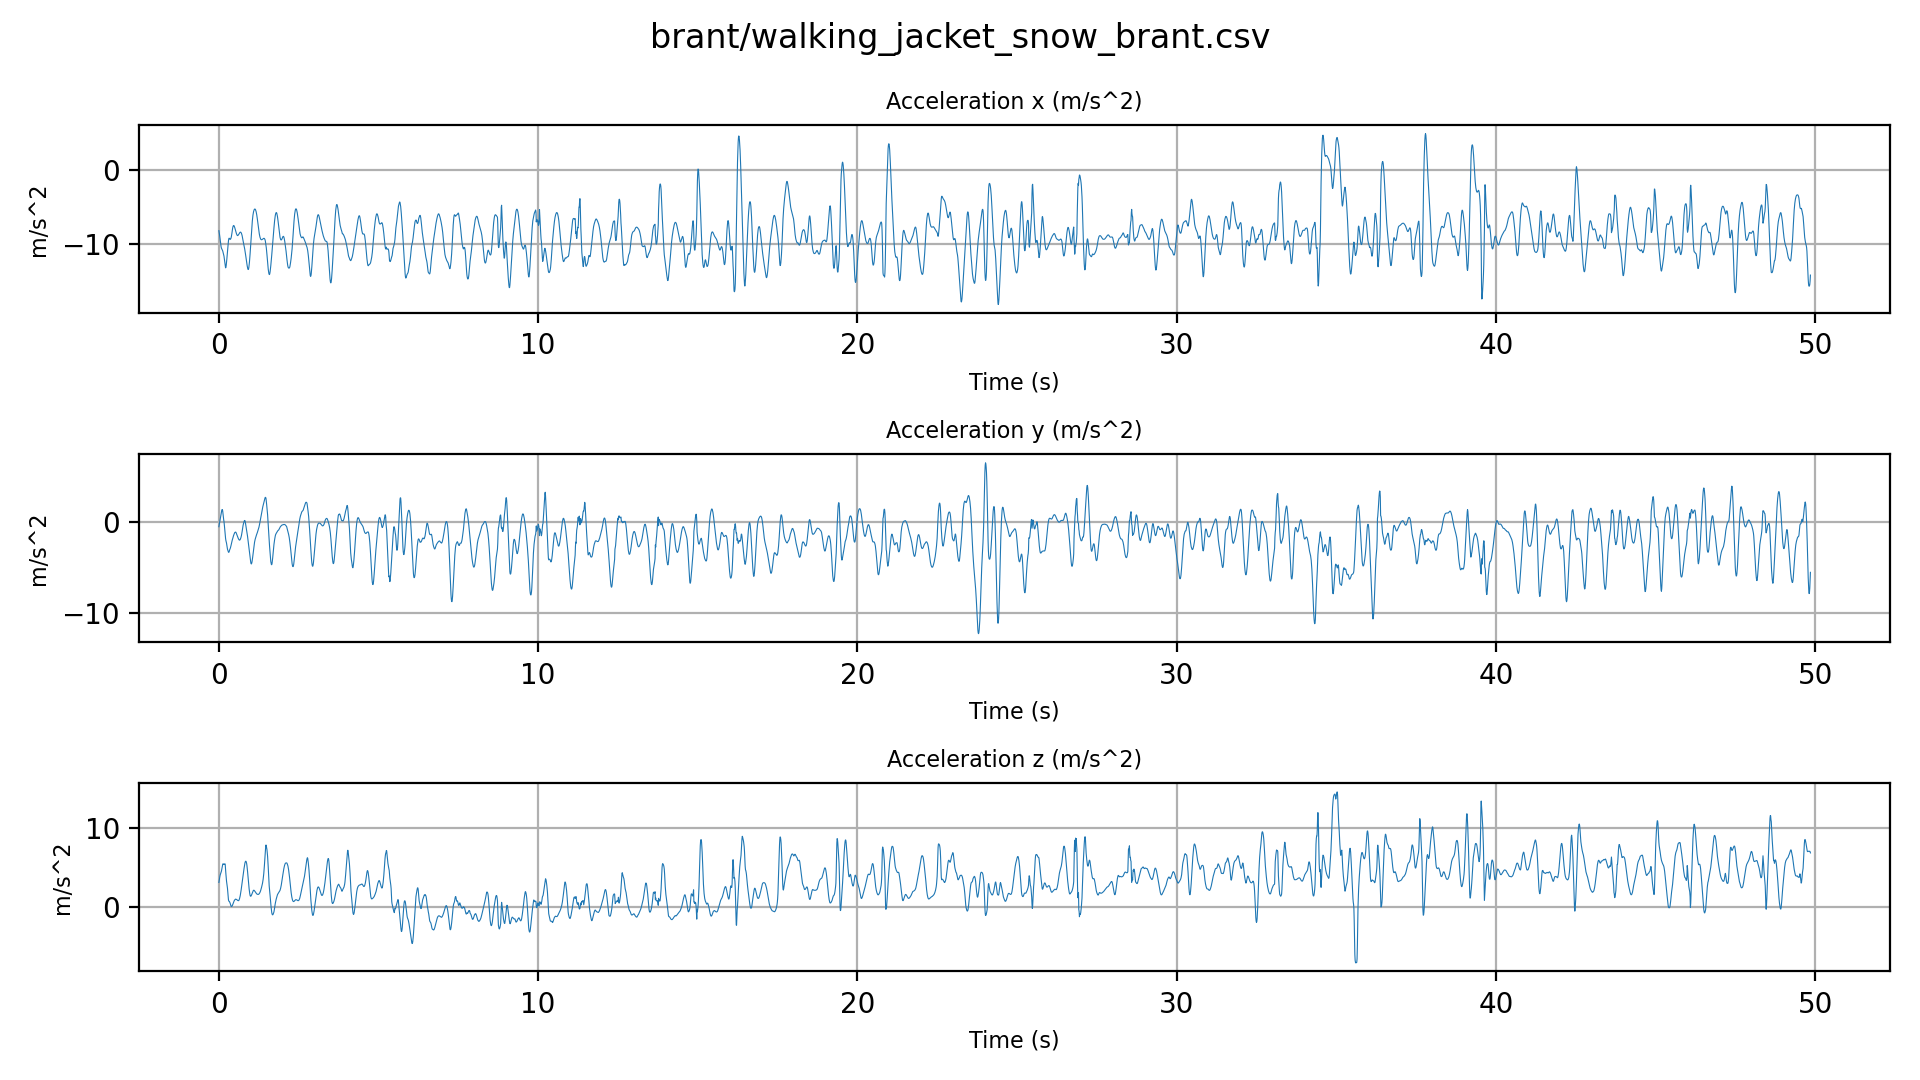 brant/walking_jacket_snow_brant.csv
Acceleration x (m/s^2)
m/s^2
0
−10
0 10 20 30 40 50
Time (s)
Acceleration y (m/s^2)
m/s^2
0
−10
0 10 20 30 40 50
Time (s)
Acceleration z (m/s^2)
m/s^2
10
0
0 10 20 30 40 50
Time (s)